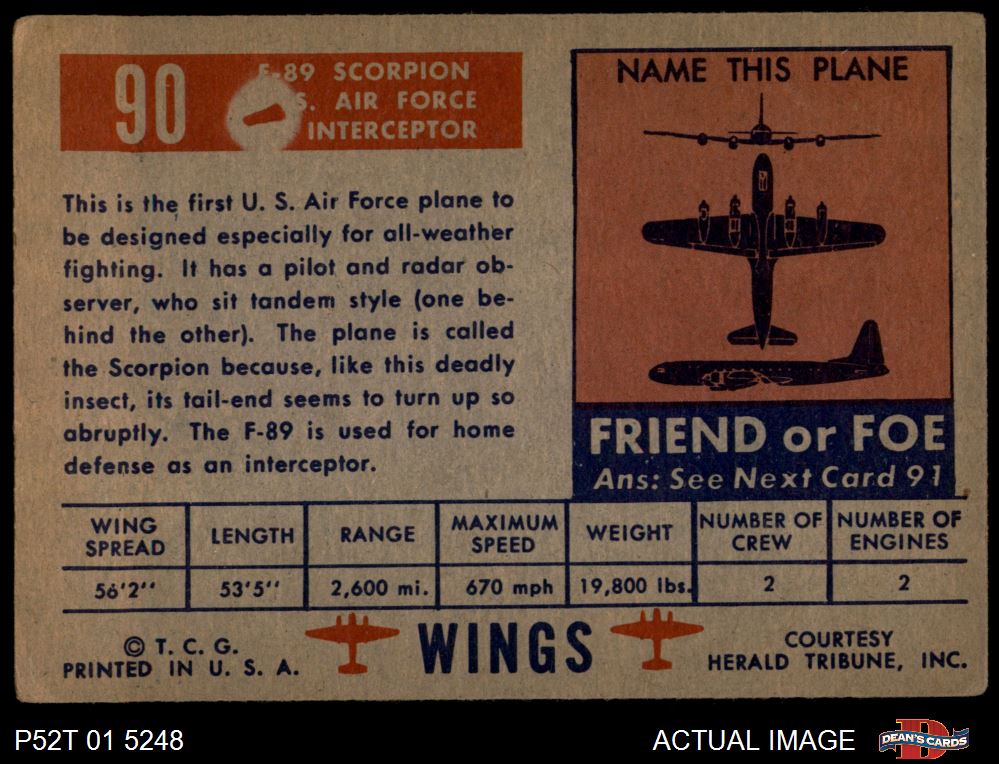 90
F-89 SCORPION
S. AIR FORCE
INTERCEPTOR
This is the first U. S. Air Force plane to
be designed especially for all-weather
fighting. It has a pilot and radar ob-
server, who sit tandem style (one be-
hind the other). The plane is called
the Scorpion because, like this deadly
insect, its tail-end seems to turn up so
abruptly. The F-89 is used for home
defense as an interceptor.
NAME THIS PLANE
FRIEND or FOE
Ans: See Next Card 91
WING SPREAD
LENGTH
RANGE
MAXIMUM SPEED
WEIGHT
NUMBER OF CREW
NUMBER OF ENGINES
56'2''
53'5''
2,600 mi.
670 mph
19,800 lbs.
2
2
© T. C. G.
PRINTED IN U. S. A.
WINGS
COURTESY
HERALD TRIBUNE, INC.
P52T 01 5248
ACTUAL IMAGE
D
DEAN'S CARDS